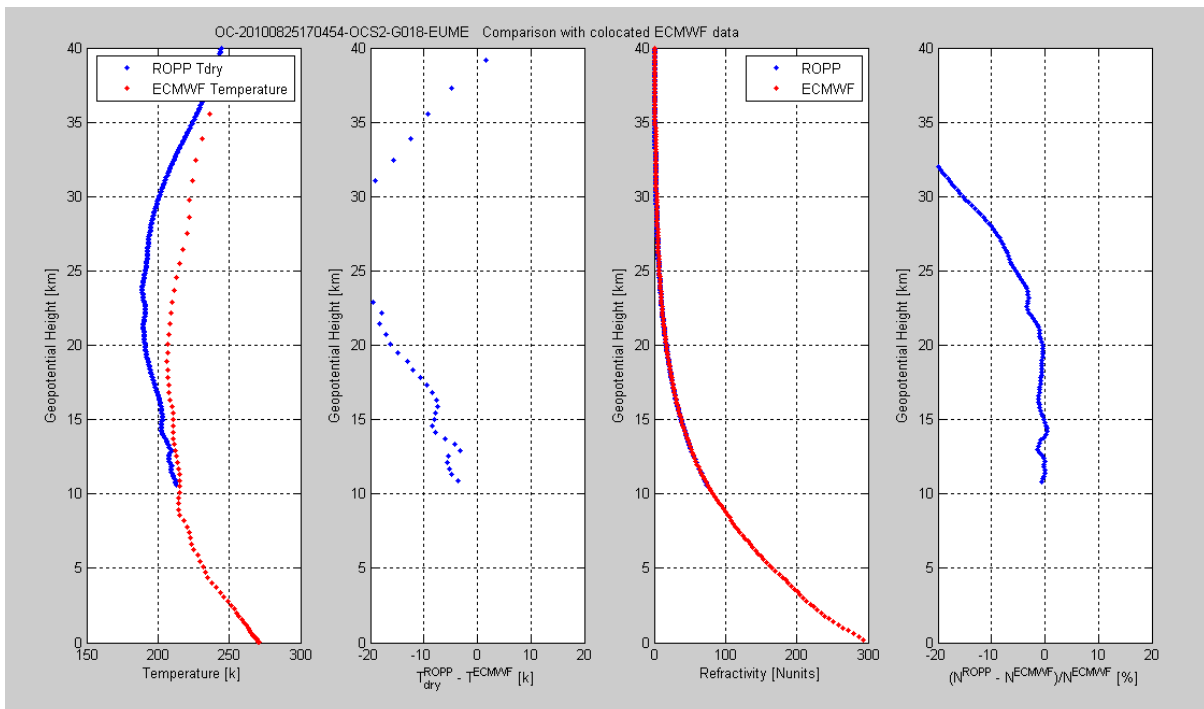 OC-20100825170454-OCS2-G018-EUME Comparison with colocated ECMWF data
ROPP Tdry
ECMWF Temperature
40
35
30
25
20
15
10
5
0
Geopotential Height [km]
150 200 250 300
Temperature [k]
40
35
30
25
20
15
10
5
0
Geopotential Height [km]
-20 -10 0 10 20
T_dry^ROPP - T^ECMWF [k]
ROPP
ECMWF
40
35
30
25
20
15
10
5
0
Geopotential Height [km]
0 100 200 300
Refractivity [Nunits]
40
35
30
25
20
15
10
5
0
Geopotential Height [km]
-20 -10 0 10 20
(N^ROPP - N^ECMWF)/N^ECMWF [%]